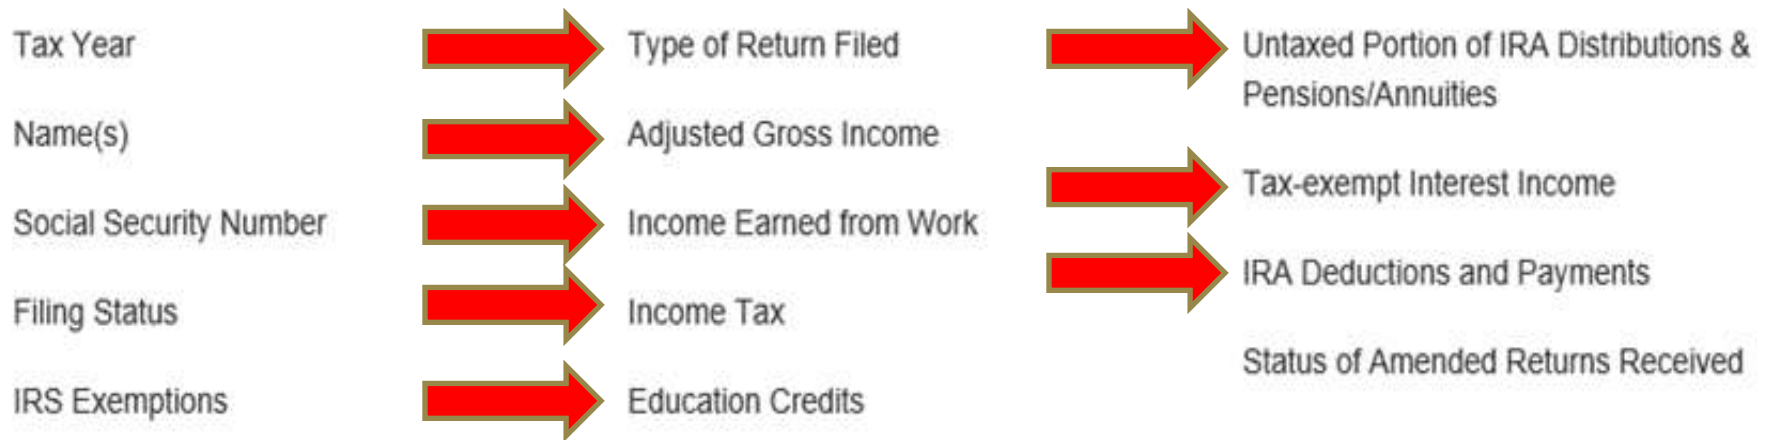 Tax Year
Name(s)
Social Security Number
Filing Status
IRS Exemptions
Type of Return Filed
Adjusted Gross Income
Income Earned from Work
Income Tax
Education Credits
Untaxed Portion of IRA Distributions &
Pensions/Annuities
Tax-exempt Interest Income
IRA Deductions and Payments
Status of Amended Returns Received